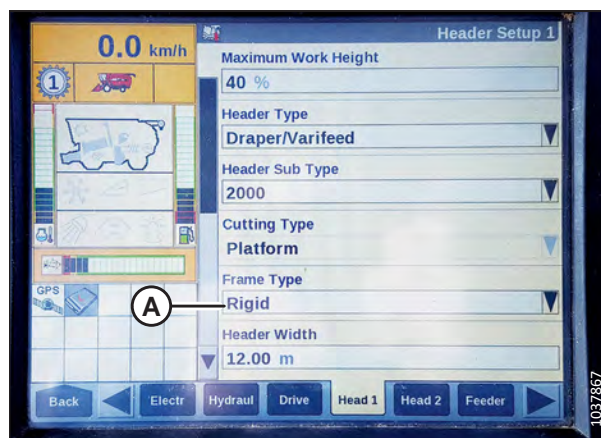 Header Setup 1
0.0 km/h
1
Maximum Work Height
40 %
Header Type
Draper/Varifeed
Header Sub Type
2000
Cutting Type
Platform
Frame Type
GPS
A
Rigid
Header Width
12.00 m
Back
Electr
Hydraul
Drive
Head 1
Head 2
Feeder
1037867